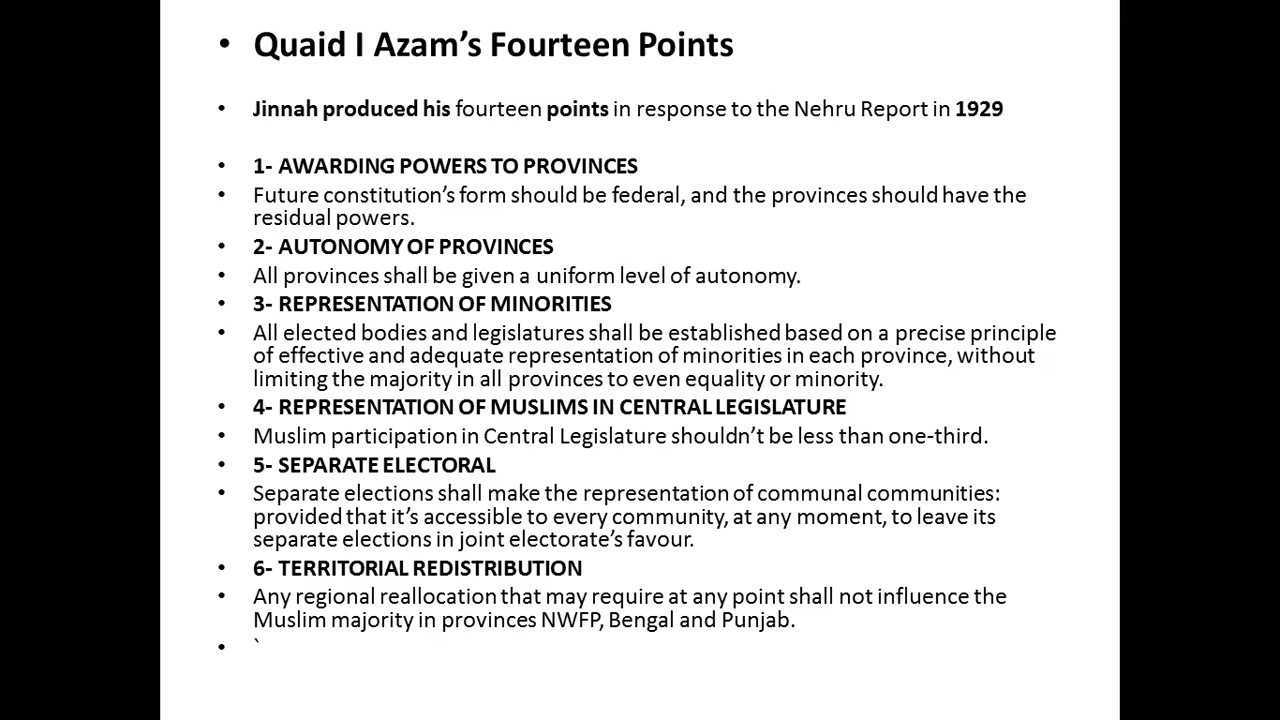 • Quaid I Azam’s Fourteen Points
• Jinnah produced his fourteen points in response to the Nehru Report in 1929
• 1- AWARDING POWERS TO PROVINCES
• Future constitution’s form should be federal, and the provinces should have the
residual powers.
• 2- AUTONOMY OF PROVINCES
• All provinces shall be given a uniform level of autonomy.
• 3- REPRESENTATION OF MINORITIES
• All elected bodies and legislatures shall be established based on a precise principle
of effective and adequate representation of minorities in each province, without
limiting the majority in all provinces to even equality or minority.
• 4- REPRESENTATION OF MUSLIMS IN CENTRAL LEGISLATURE
• Muslim participation in Central Legislature shouldn’t be less than one-third.
• 5- SEPARATE ELECTORAL
• Separate elections shall make the representation of communal communities:
provided that it’s accessible to every community, at any moment, to leave its
separate elections in joint electorate’s favour.
• 6- TERRITORIAL REDISTRIBUTION
• Any regional reallocation that may require at any point shall not influence the
Muslim majority in provinces NWFP, Bengal and Punjab.
• `